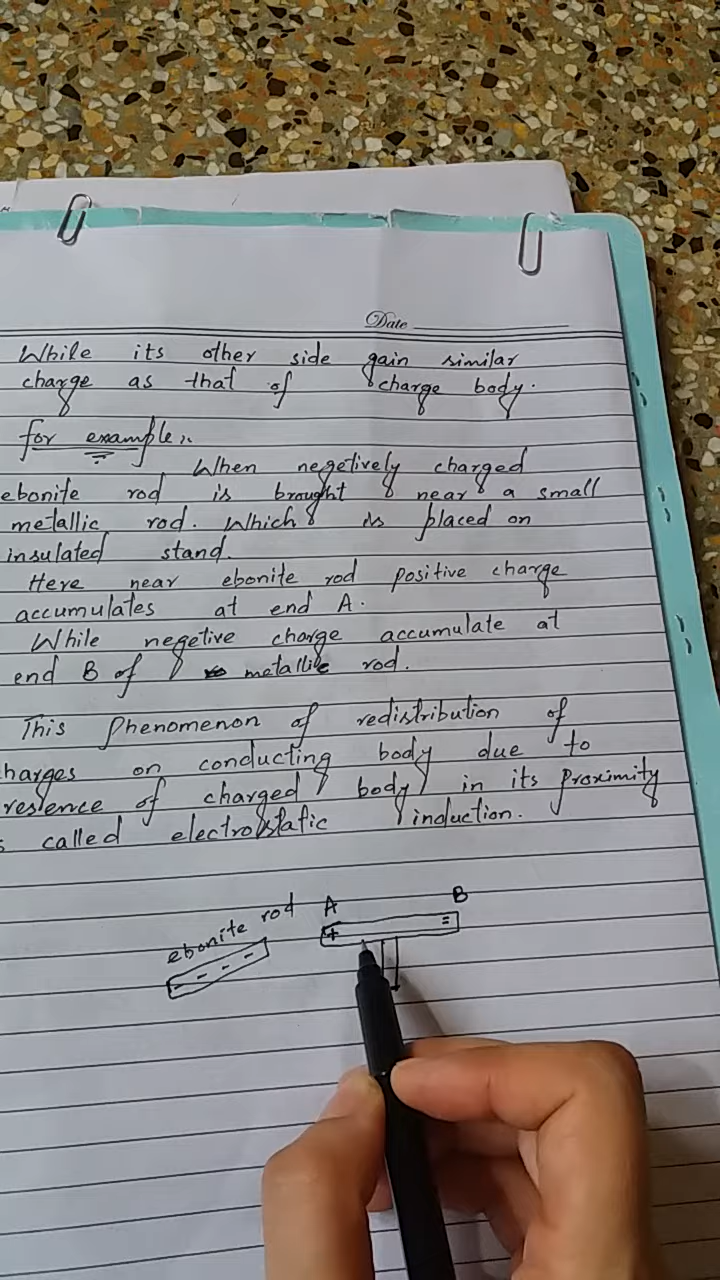 Date
While its other side gain similar
charge as that of charge body.
for example:.
When negetively charged
ebonite rod is brought near a small
metallic rod. Which is placed on
insulated stand.
Here near ebonite rod positive charge
accumulates at end A.
While negetive charge accumulate at
end B of metallic rod.
This Phenomenon of redistribution of
harges on conducting body due to
resence of charged body in its Proximity
s called electrostatic induction.
ebonite rod A B
+ =
- - - -